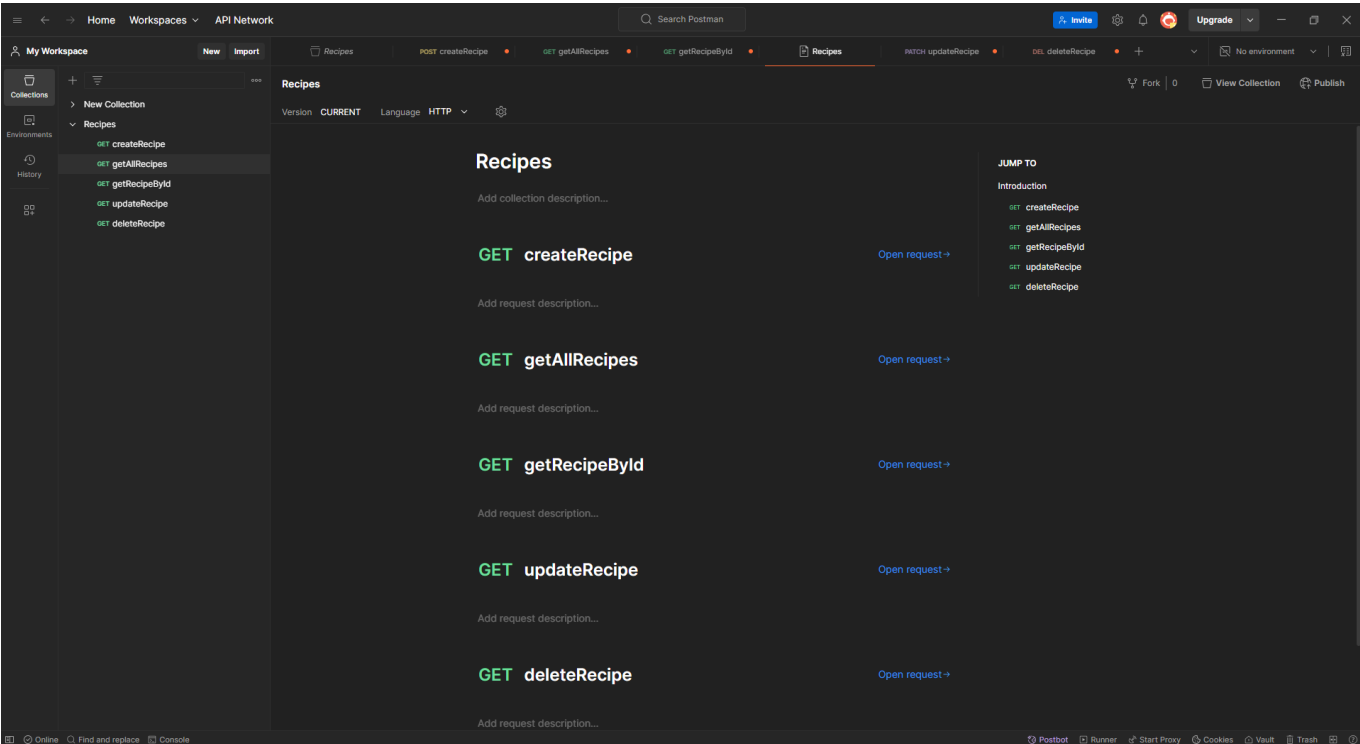 Home Workspaces API Network Search Postman Invite Upgrade
My Workspace New Import Recipes POST createRecipe GET getAllRecipes GET getRecipeById Recipes PATCH updateRecipe DEL deleteRecipe No environment
Collections
Environments
History
New Collection
Recipes
GET createRecipe
GET getAllRecipes
GET getRecipeById
GET updateRecipe
GET deleteRecipe
Recipes Fork 0 View Collection Publish
Version CURRENT Language HTTP
Recipes
Add collection description...
GET createRecipe Open request→
Add request description...
GET getAllRecipes Open request→
Add request description...
GET getRecipeById Open request→
Add request description...
GET updateRecipe Open request→
Add request description...
GET deleteRecipe Open request→
Add request description...
JUMP TO
Introduction
GET createRecipe
GET getAllRecipes
GET getRecipeById
GET updateRecipe
GET deleteRecipe
Online Find and replace Console Postbot Runner Start Proxy Cookies Vault Trash